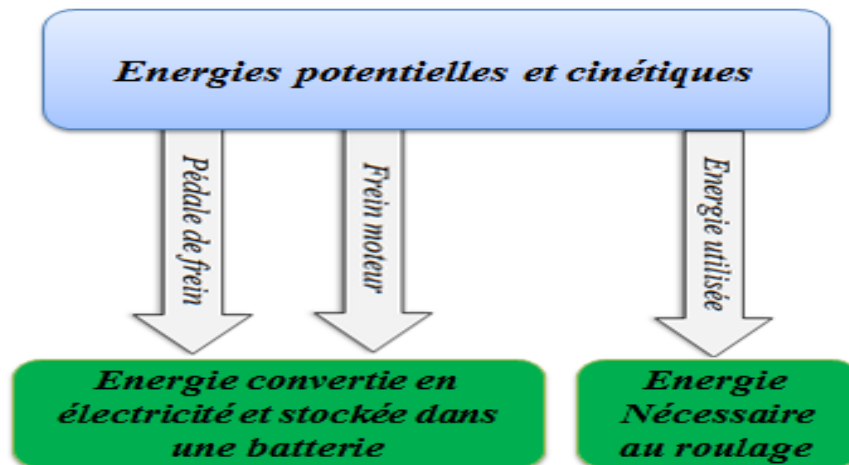 Energies potentielles et cinétiques
Pédale de frein
Frein moteur
Energie utilisée
Energie convertie en
électricité et stockée dans
une batterie
Energie
Nécessaire
au roulage